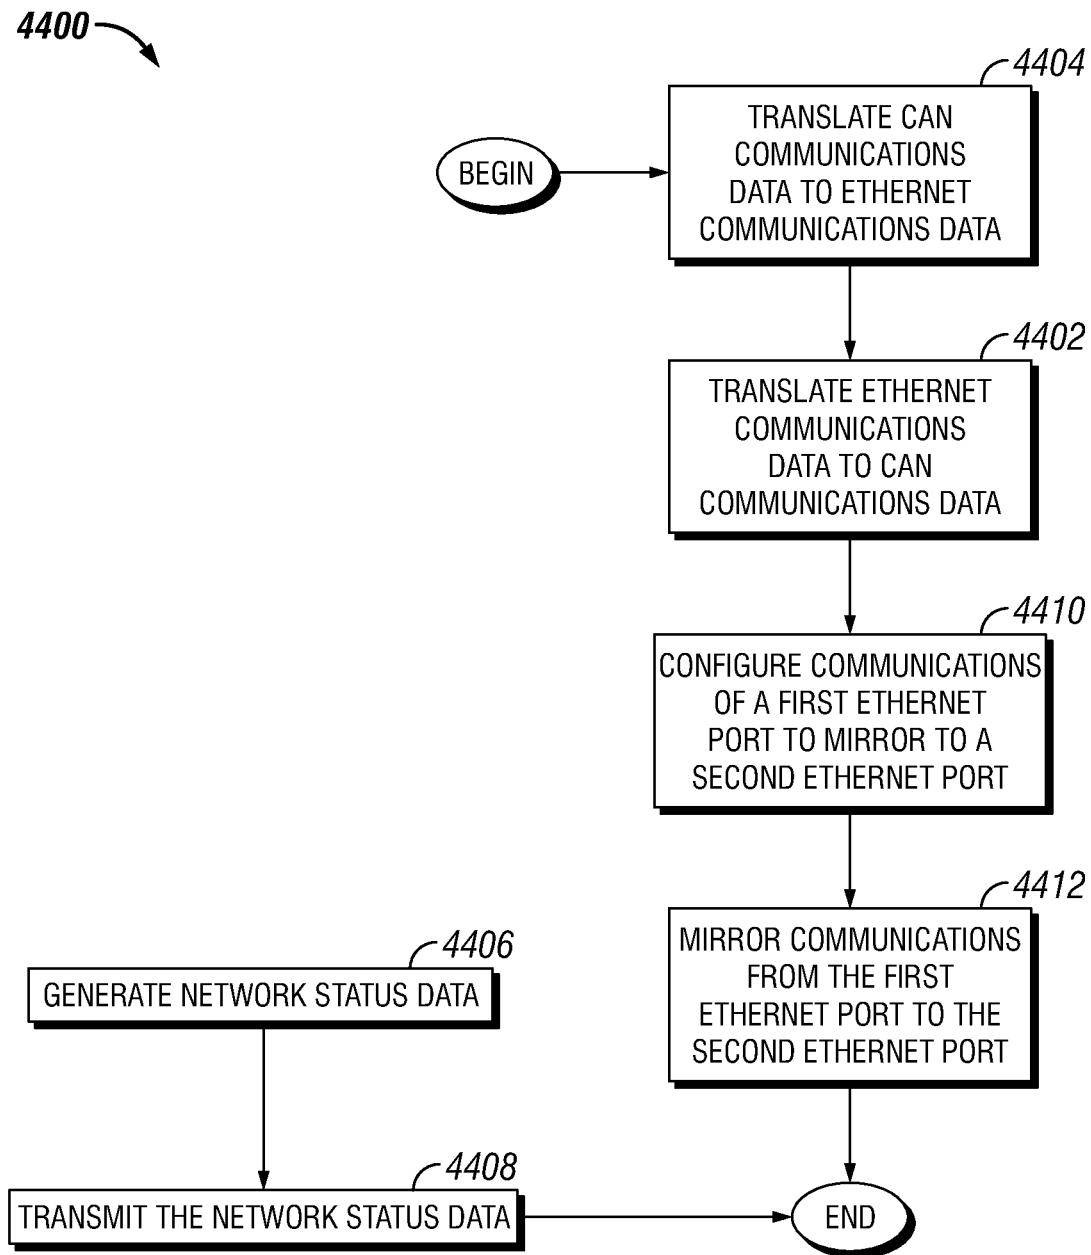 4400
4404
TRANSLATE CAN
COMMUNICATIONS
DATA TO ETHERNET
COMMUNICATIONS DATA
BEGIN
4402
TRANSLATE ETHERNET
COMMUNICATIONS
DATA TO CAN
COMMUNICATIONS DATA
4410
CONFIGURE COMMUNICATIONS
OF A FIRST ETHERNET
PORT TO MIRROR TO A
SECOND ETHERNET PORT
4412
MIRROR COMMUNICATIONS
FROM THE FIRST
ETHERNET PORT TO THE
SECOND ETHERNET PORT
4406
GENERATE NETWORK STATUS DATA
4408
TRANSMIT THE NETWORK STATUS DATA
END